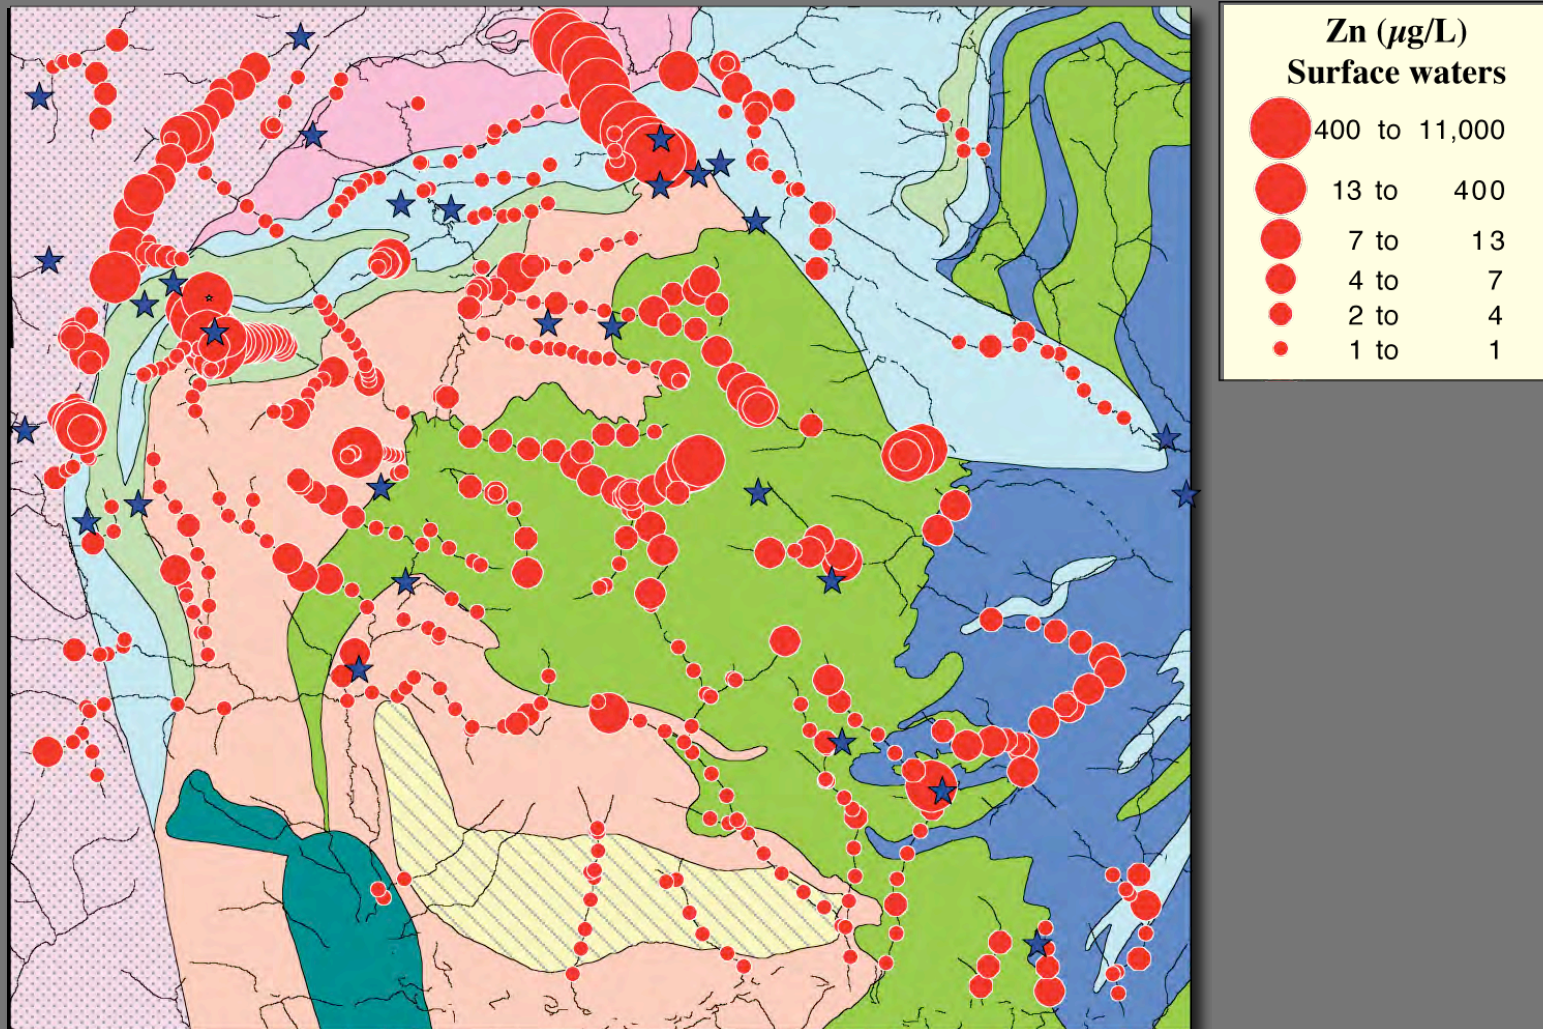 Zn (µg/L)
Surface waters
400 to 11,000
13 to 400
7 to 13
4 to 7
2 to 4
1 to 1